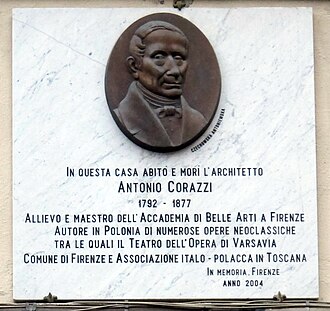 CZECHOWSKA ANTONIEWSKA
IN QUESTA CASA ABITÒ E MORÌ L'ARCHITETTO
ANTONIO CORAZZI
1792 - 1877
ALLIEVO E MAESTRO DELL'ACCADEMIA DI BELLE ARTI A FIRENZE
AUTORE IN POLONIA DI NUMEROSE OPERE NEOCLASSICHE
TRA LE QUALI IL TEATRO DELL'OPERA DI VARSAVIA
COMUNE DI FIRENZE E ASSOCIAZIONE ITALO - POLACCA IN TOSCANA
IN MEMORIA, FIRENZE
ANNO 2004